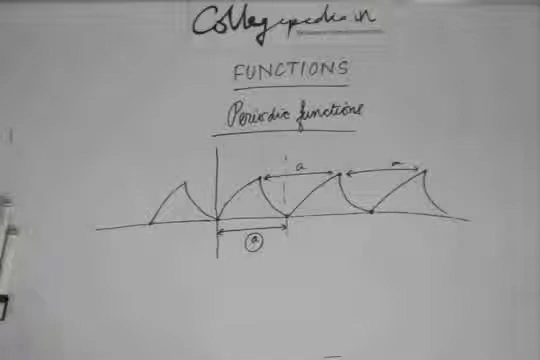 Collegepedia in
FUNCTIONS
Periodic functions
a
a
a